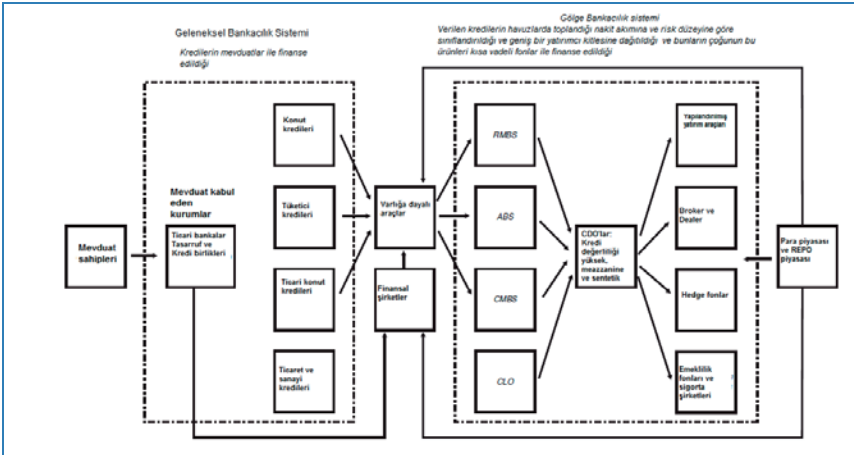 Geleneksel Bankacılık Sistemi
Kredilerin mevduatlar ile finanse
edildiği
Gölge Bankacılık sistemi
Verilen kredilerin havuzlarda toplandığı nakit akımına ve risk düzeyine göre
sınıflandırıldığı ve geniş bir yatırımcı kitlesine dağıtıldığı ve bunların çoğunun bu
ürünleri kısa vadeli fonlar ile finanse edildiği
Mevduat
sahipleri
Mevduat kabul
eden
kurumlar
Ticari bankalar
Tasarruf ve
Kredi birlikleri
Konut
kredileri
Tüketici
kredileri
Ticari konut
kredileri
Ticaret ve
sanayi
kredileri
Varlığa dayalı
araçlar
Finansal
şirketler
RMBS
ABS
CMBS
CLO
CDO'lar:
Kredi
değerliliği
yüksek,
meazzanine
ve sentetik
Yapılandırılmış
yatırım araçları
Broker ve
Dealer
Hedge fonlar
Emeklilik
fonları ve
sigorta
şirketleri
Para piyasası
ve REPO
piyasası